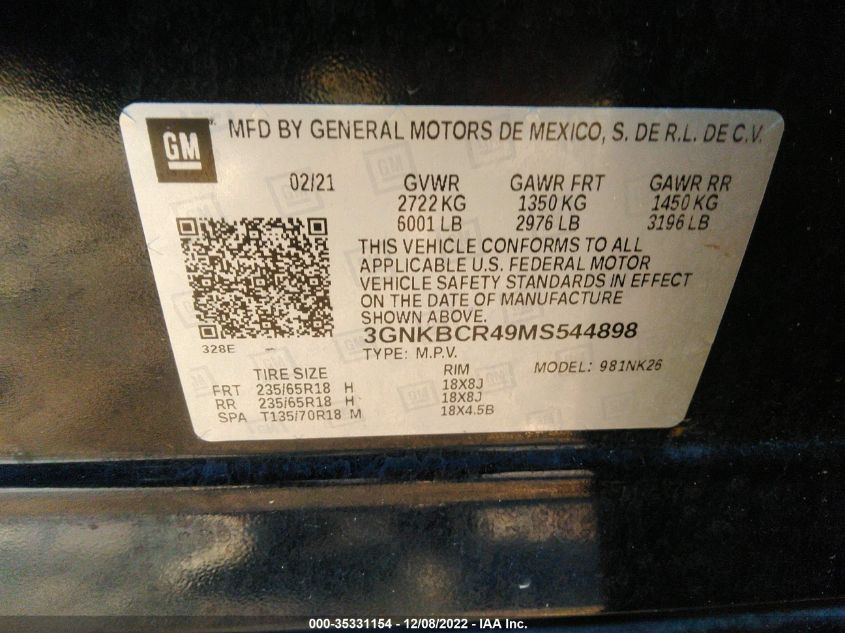 GM MFD BY GENERAL MOTORS DE MEXICO, S. DE R.L. DE C.V.
02/21 GVWR GAWR FRT GAWR RR
2722 KG 1350 KG 1450 KG
6001 LB 2976 LB 3196 LB
THIS VEHICLE CONFORMS TO ALL
APPLICABLE U.S. FEDERAL MOTOR
VEHICLE SAFETY STANDARDS IN EFFECT
ON THE DATE OF MANUFACTURE
SHOWN ABOVE.
3GNKBCR49MS544898
328E –
TYPE: M.P.V. MODEL: 981NK26
TIRE SIZE RIM
FRT 235/65R18 H 18X8J
RR 235/65R18 H 18X8J
SPA T135/70R18 M 18X4.5B
000-35331154 - 12/08/2022 - IAA Inc.